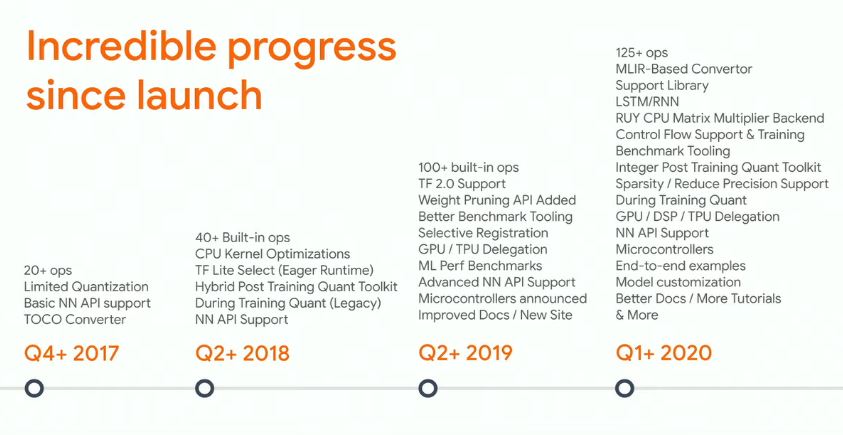 Incredible progress
since launch
20+ ops
Limited Quantization
Basic NN API support
TOCO Converter
Q4+ 2017
40+ Built-in ops
CPU Kernel Optimizations
TF Lite Select (Eager Runtime)
Hybrid Post Training Quant Toolkit
During Training Quant (Legacy)
NN API Support
Q2+ 2018
100+ built-in ops
TF 2.0 Support
Weight Pruning API Added
Better Benchmark Tooling
Selective Registration
GPU / TPU Delegation
ML Perf Benchmarks
Advanced NN API Support
Microcontrollers announced
Improved Docs / New Site
Q2+ 2019
125+ ops
MLIR-Based Convertor
Support Library
LSTM/RNN
RUY CPU Matrix Multiplier Backend
Control Flow Support & Training
Benchmark Tooling
Integer Post Training Quant Toolkit
Sparsity / Reduce Precision Support
During Training Quant
GPU / DSP / TPU Delegation
NN API Support
Microcontrollers
End-to-end examples
Model customization
Better Docs / More Tutorials
& More
Q1+ 2020